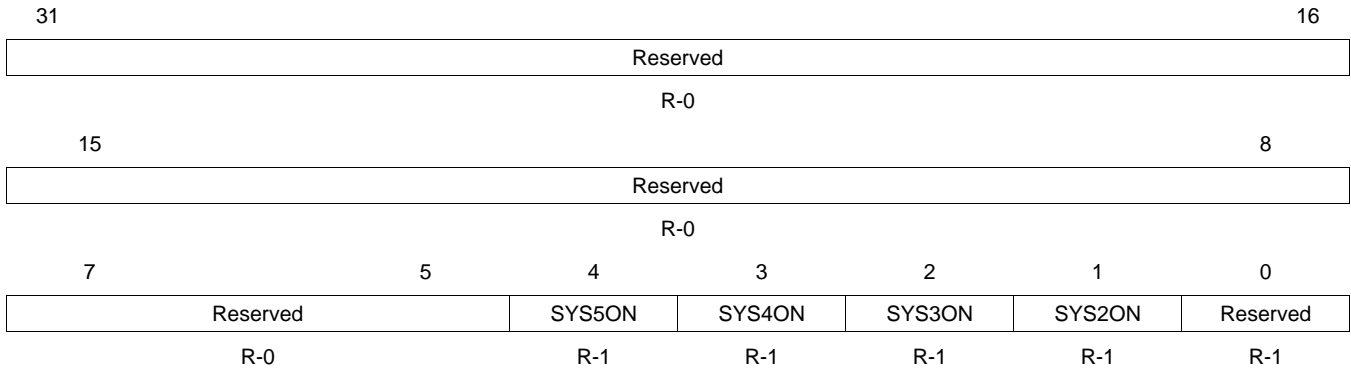 31 16
Reserved
R-0
15 8
Reserved
R-0
7 5 4 3 2 1 0
Reserved SYS5ON SYS4ON SYS3ON SYS2ON Reserved
R-0 R-1 R-1 R-1 R-1 R-1